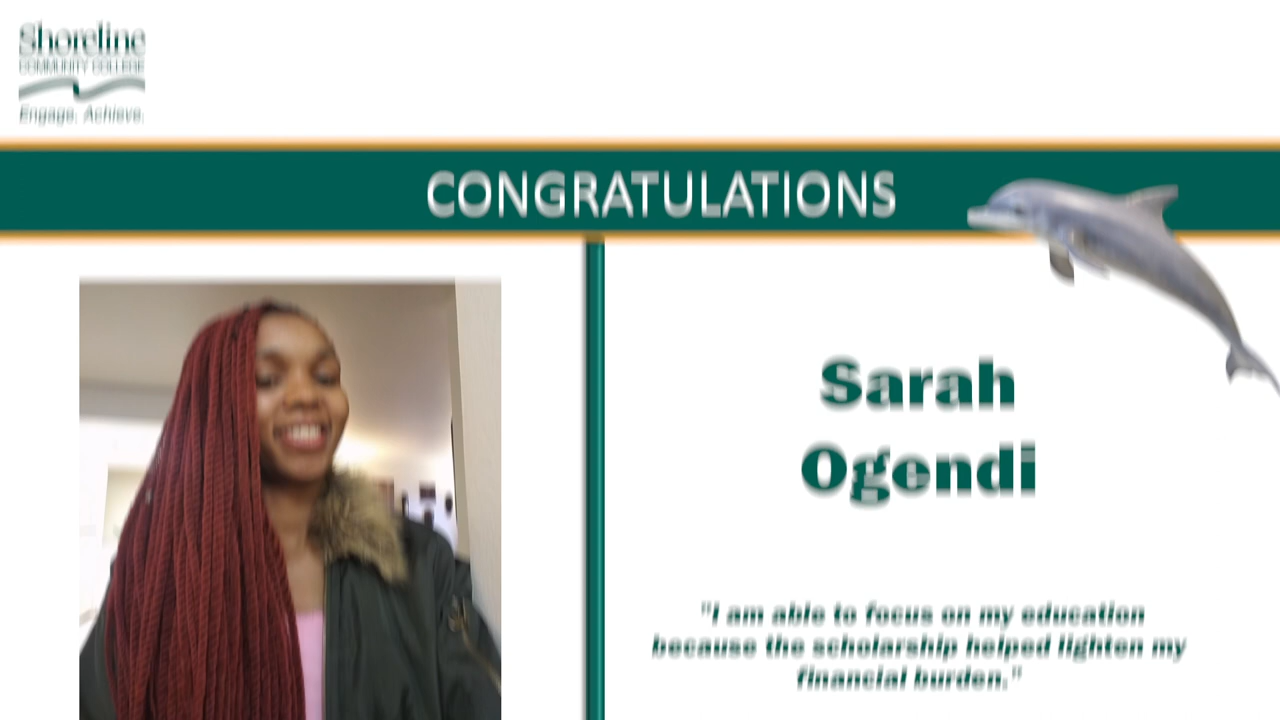 Shoreline
COMMUNITY COLLEGE
Engage. Achieve.
CONGRATULATIONS
Sarah
Ogendi
"I am able to focus on my education
because the scholarship helped lighten my
financial burden."